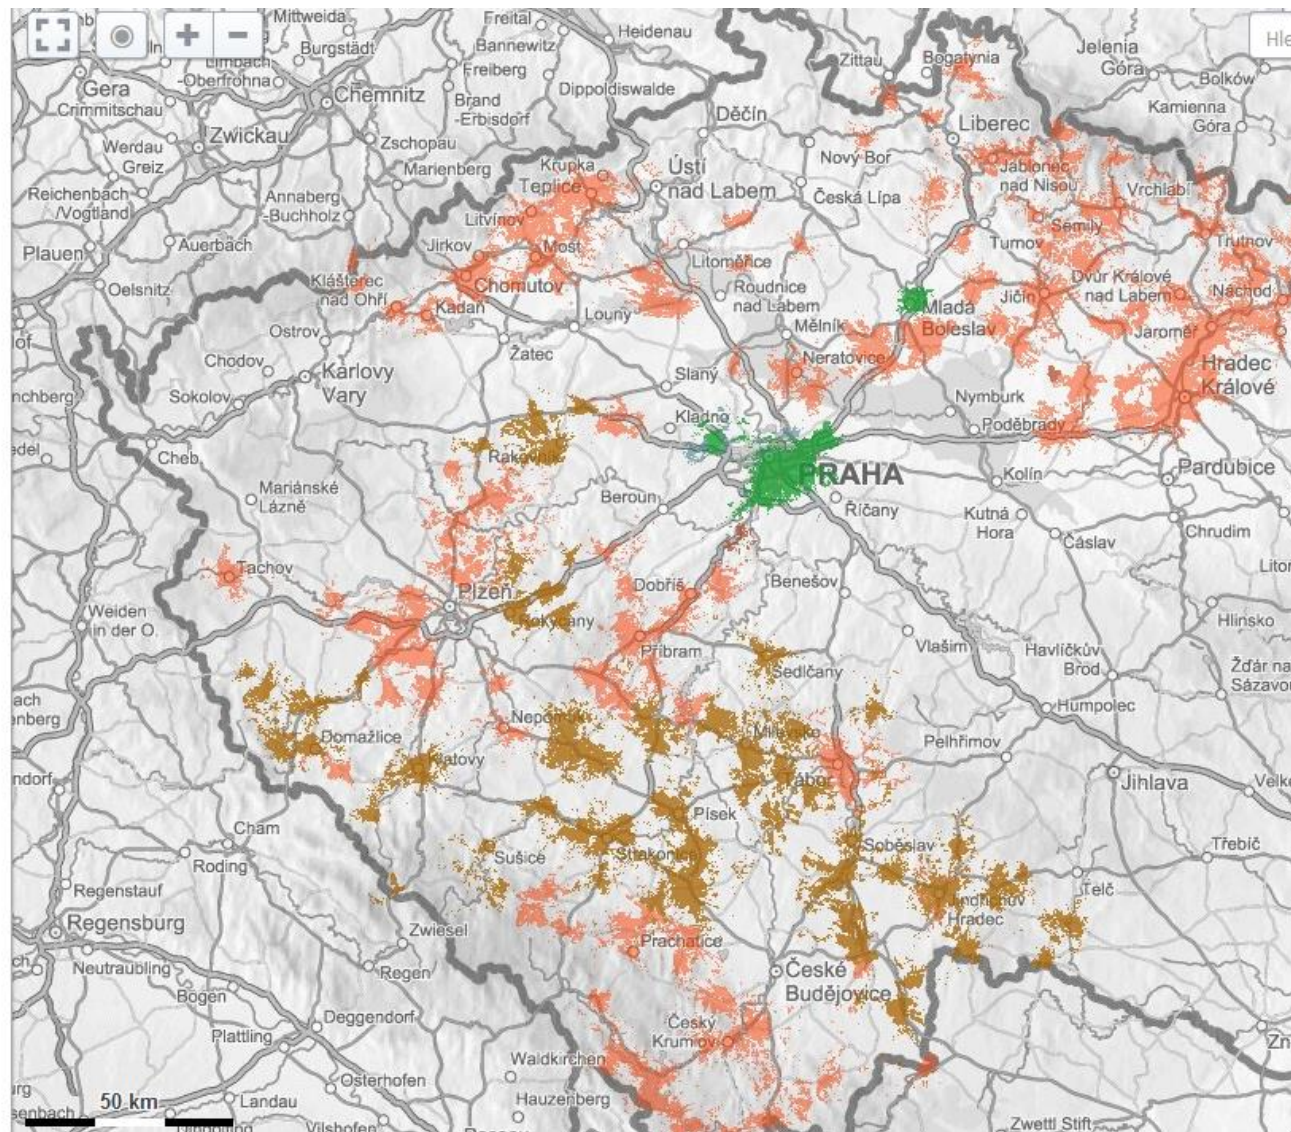 Mittweida
Freital
Heidenau
Bannewitz
Burgstädt
Limbach
-Oberfrohna
Freiberg
Zittau
Bogatynia
Jelenia
Góra
Hle
Bolków
Gera
Crimmitschau
Chemnitz
Brand
-Erbisdorf
Dippoldiswalde
Děčín
Liberec
Kamienna
Góra
Werdau
Zwickau
Zschopau
Greiz
Marienberg
Krupka
Teplice
Ústí
nad Labem
Nový Bor
Jablonec
nad Nisou
Vrchlabí
Reichenbach
/Vogtland
Annaberg
-Buchholz
Česká Lípa
Litvínov
Semily
Plauen
Auerbach
Jirkov
Most
Litoměřice
Turnov
Trutnov
Oelsnitz
Klášterec
nad Ohří
Chomutov
Roudnice
nad Labem
Jičín
Dvůr Králové
nad Labem
Náchod
Kadaň
Louny
Mladá
Boleslav
Ostrov
Mělník
Jaroměř
Žatec
Neratovice
Chodov
Karlovy
Vary
Slaný
Hradec
Králové
Sokolov
Nymburk
Kladno
Poděbrady
Cheb
Rakovník
PRAHA
Kolín
Pardubice
Mariánské
Lázně
Beroun
Říčany
Kutná
Hora
Čáslav
Chrudim
Tachov
Dobříš
Benešov
Plzeň
Weiden
in der O.
Rokycany
Hlinsko
Příbram
Vlašim
Havlíčkův
Brod
Sedlčany
Žďár na
Sázavo
Humpolec
Nepomuk
Domažlice
Milevsko
Pelhřimov
Klatovy
Tábor
Jihlava
Velke
Písek
Cham
Roding
Sušice
Strakonice
Soběslav
Třebíč
Regenstauf
Telč
Jindřichův
Hradec
Regensburg
Zwiesel
Prachatice
Neutraubling
Regen
České
Budějovice
Bogen
Deggendorf
Český
Krumlov
Plattling
Waldkirchen
Zn
Osterhofen
50 km
Landau
Hauzenberg
Vilshofen
Zwettl Stift